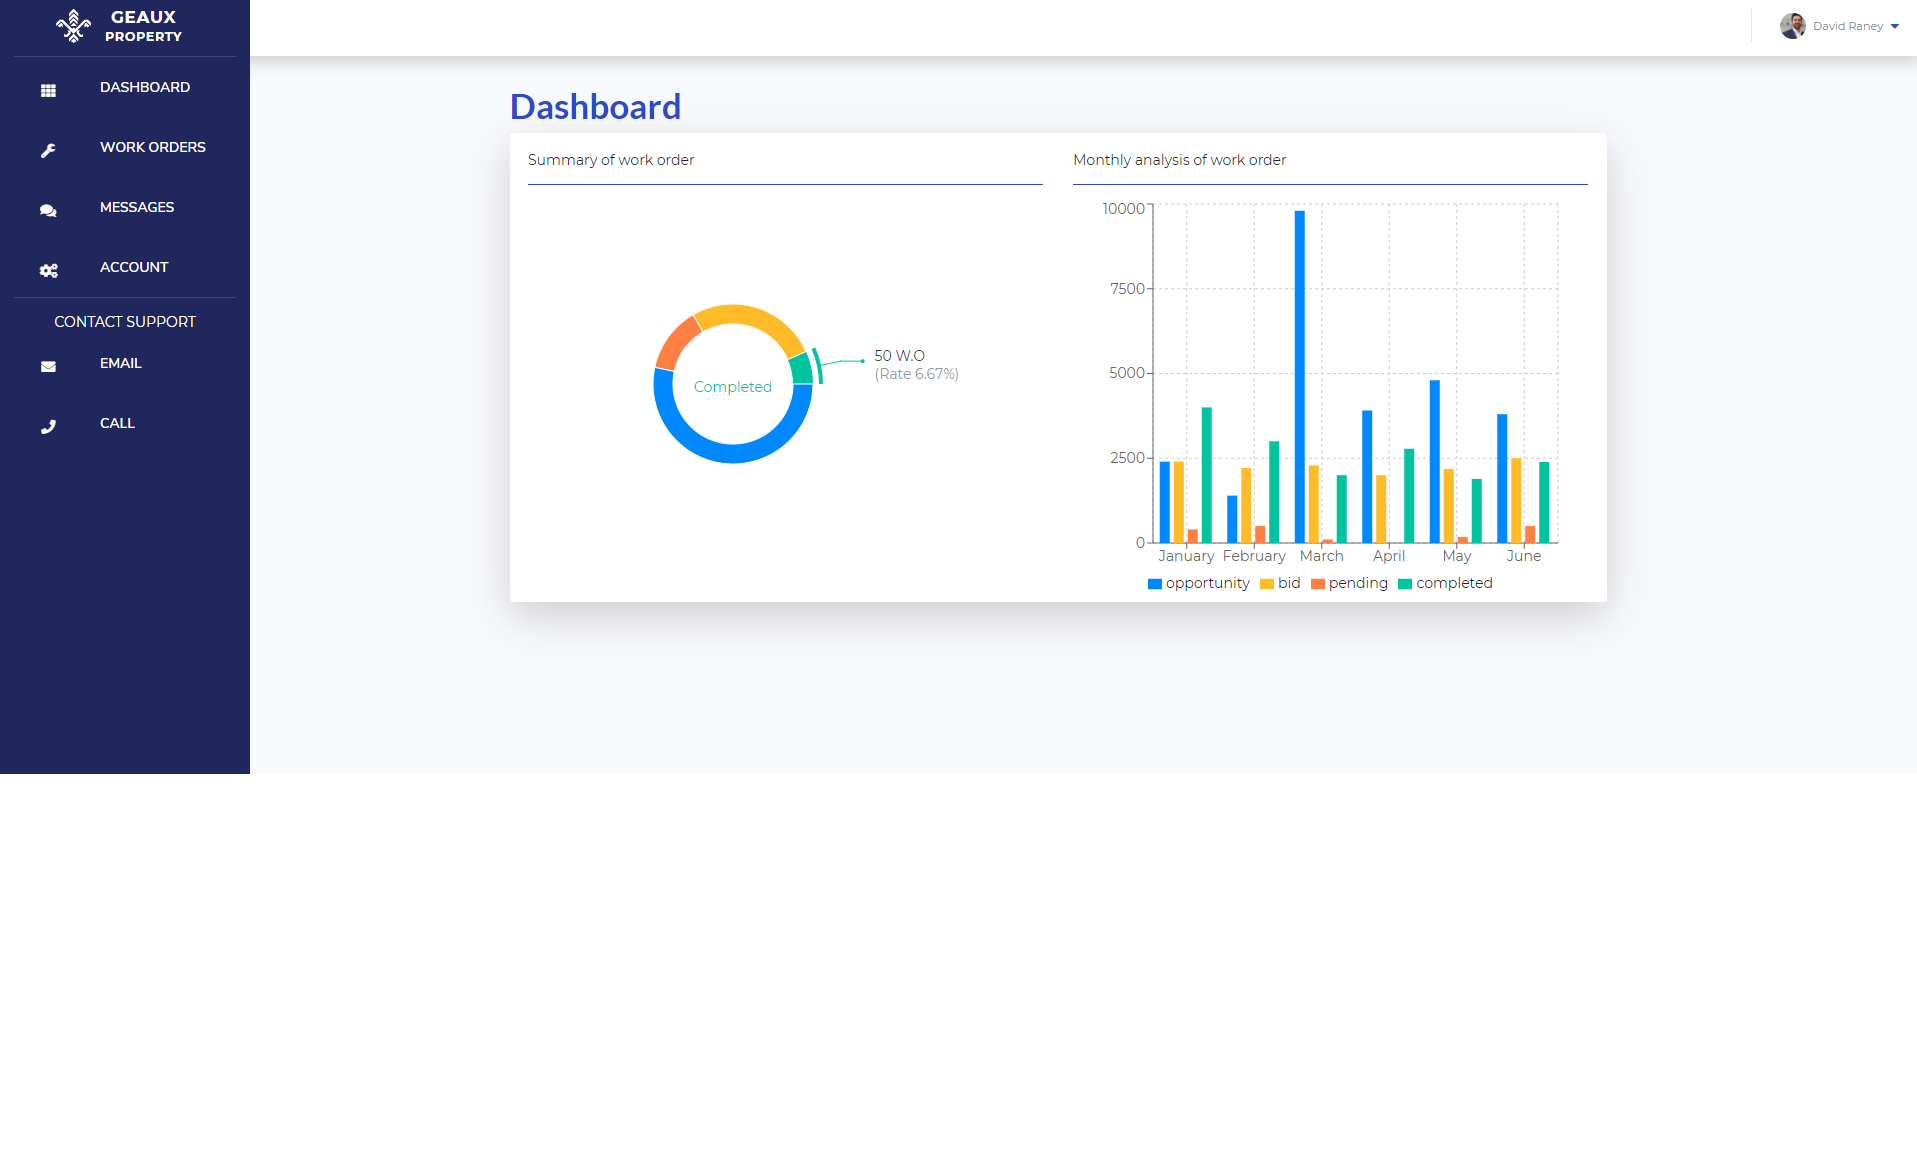 GEAUX
PROPERTY
DASHBOARD
WORK ORDERS
MESSAGES
ACCOUNT
CONTACT SUPPORT
EMAIL
CALL
David Raney
Dashboard
Summary of work order
Completed
50 W.O
(Rate 6.67%)
Monthly analysis of work order
10000
7500
5000
2500
0
January February March April May June
opportunity bid pending completed